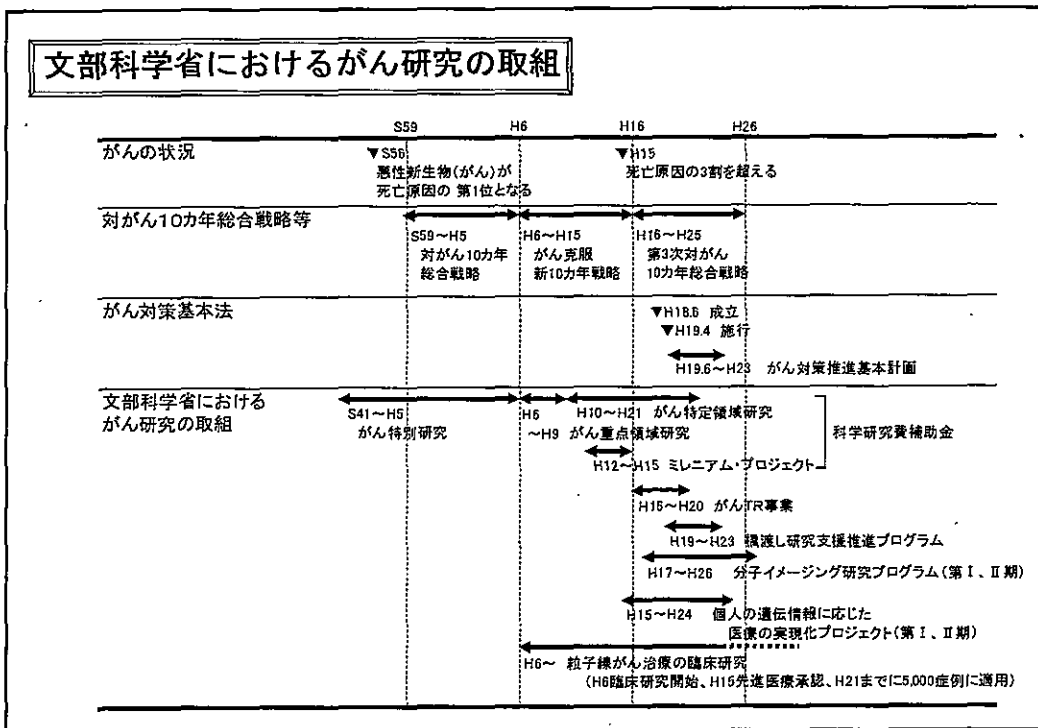 文部科学省におけるがん研究の取組
S59 H6 H16 H26
がんの状況
▼S56
悪性新生物(がん)が
死亡原因の 第1位となる
▼H15
死亡原因の3割を超える
対がん10カ年総合戦略等
S59～H5
対がん10カ年
総合戦略
H6～H15
がん克服
新10カ年戦略
H16～H25
第3次対がん
10カ年総合戦略
がん対策基本法
▼H18.6 成立
▼H19.4 施行
H19.6～H23 がん対策推進基本計画
文部科学省における
がん研究の取組
S41～H5
がん特別研究
H6
～H9 がん重点領域研究
H10～H21 がん特定領域研究
科学研究費補助金
H12～H15 ミレニアム・プロジェクト
H16～H20 がんTR事業
H19～H23 橋渡し研究支援推進プログラム
H17～H26 分子イメージング研究プログラム(第Ⅰ、Ⅱ期)
H15～H24 個人の遺伝情報に応じた
医療の実現化プロジェクト(第Ⅰ、Ⅱ期)
H6～ 粒子線がん治療の臨床研究
(H6臨床研究開始、H15先進医療承認、H21までに5,000症例に適用)